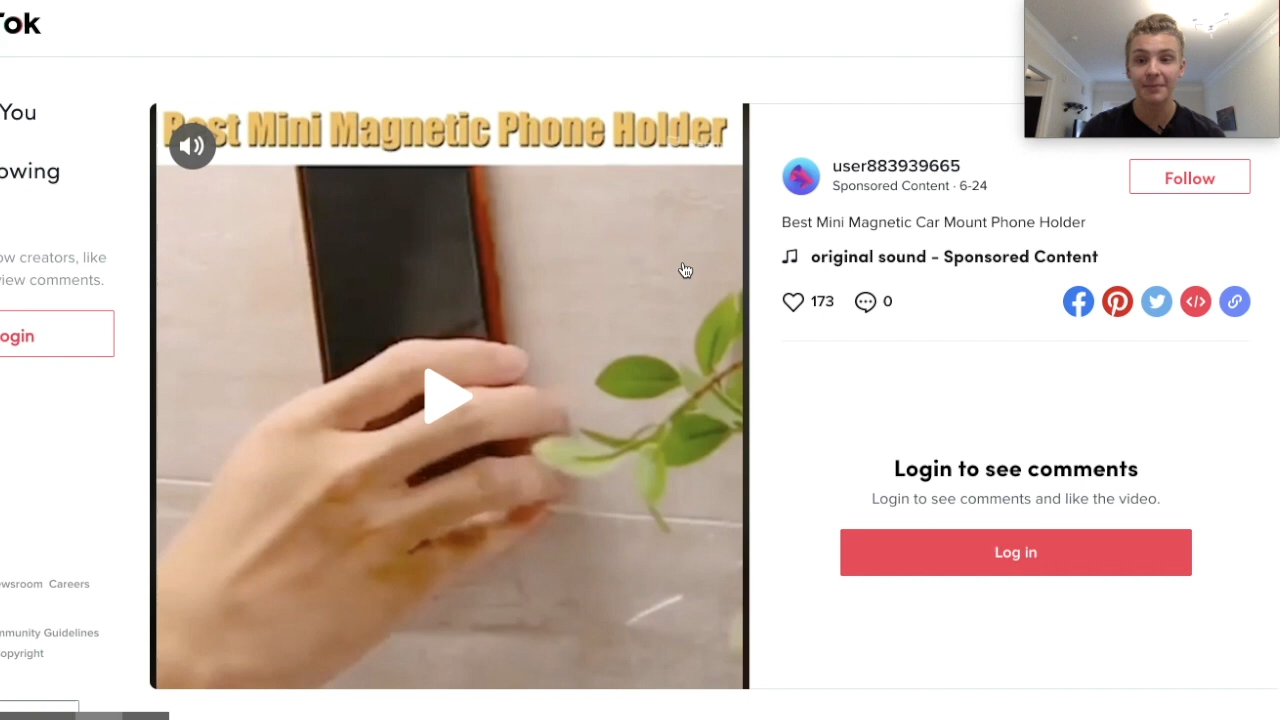 Tok
You
owing
ow creators, like
view comments.
ogin
ewsroom Careers
mmunity Guidelines
opyright
Best Mini Magnetic Phone Holder
user883939665
Sponsored Content · 6-24
Follow
Best Mini Magnetic Car Mount Phone Holder
original sound - Sponsored Content
173
0
Login to see comments
Login to see comments and like the video.
Log in